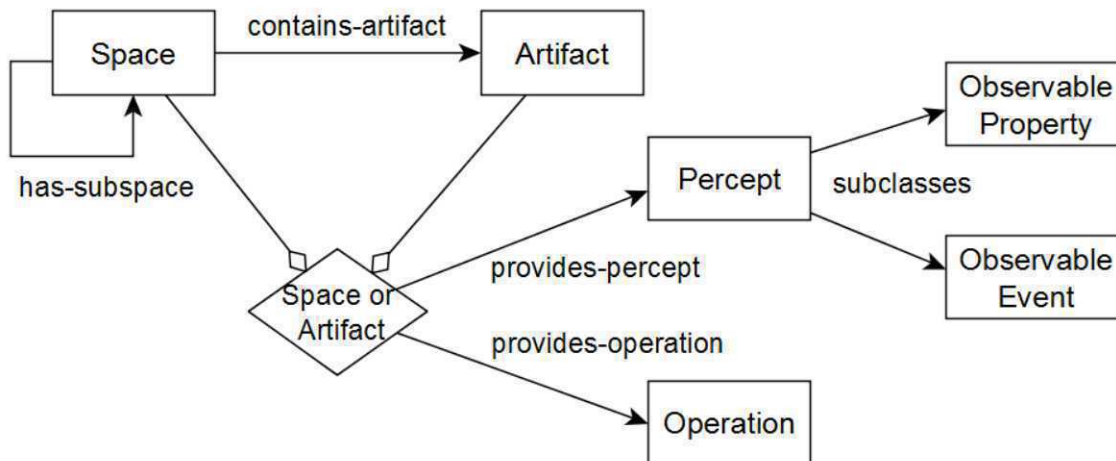 Space
contains-artifact
Artifact
has-subspace
Space or
Artifact
provides-percept
Percept
subclasses
Observable
Property
Observable
Event
provides-operation
Operation